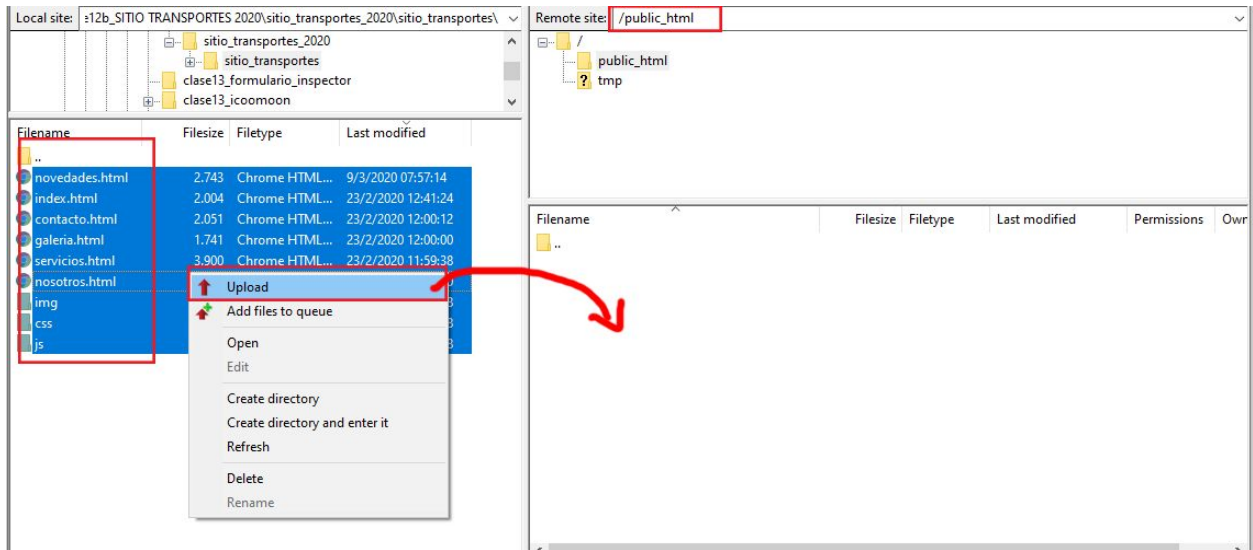 Local site: e12b_SITIO TRANSPORTES 2020\sitio_transportes_2020\sitio_transportes\
sitio_transportes_2020
sitio_transportes
clase13_formulario_inspector
clase13_icoomoon
Filename Filesize Filetype Last modified
..
novedades.html 2.743 Chrome HTML... 9/3/2020 07:57:14
index.html 2.004 Chrome HTML... 23/2/2020 12:41:24
contacto.html 2.051 Chrome HTML... 23/2/2020 12:00:12
galeria.html 1.741 Chrome HTML... 23/2/2020 12:00:00
servicios.html 3.900 Chrome HTML... 23/2/2020 11:59:38
nosotros.html
img
css
js
Upload
Add files to queue
Open
Edit
Create directory
Create directory and enter it
Refresh
Delete
Rename
Remote site: /public_html
/
public_html
? tmp
Filename Filesize Filetype Last modified Permissions Own
..